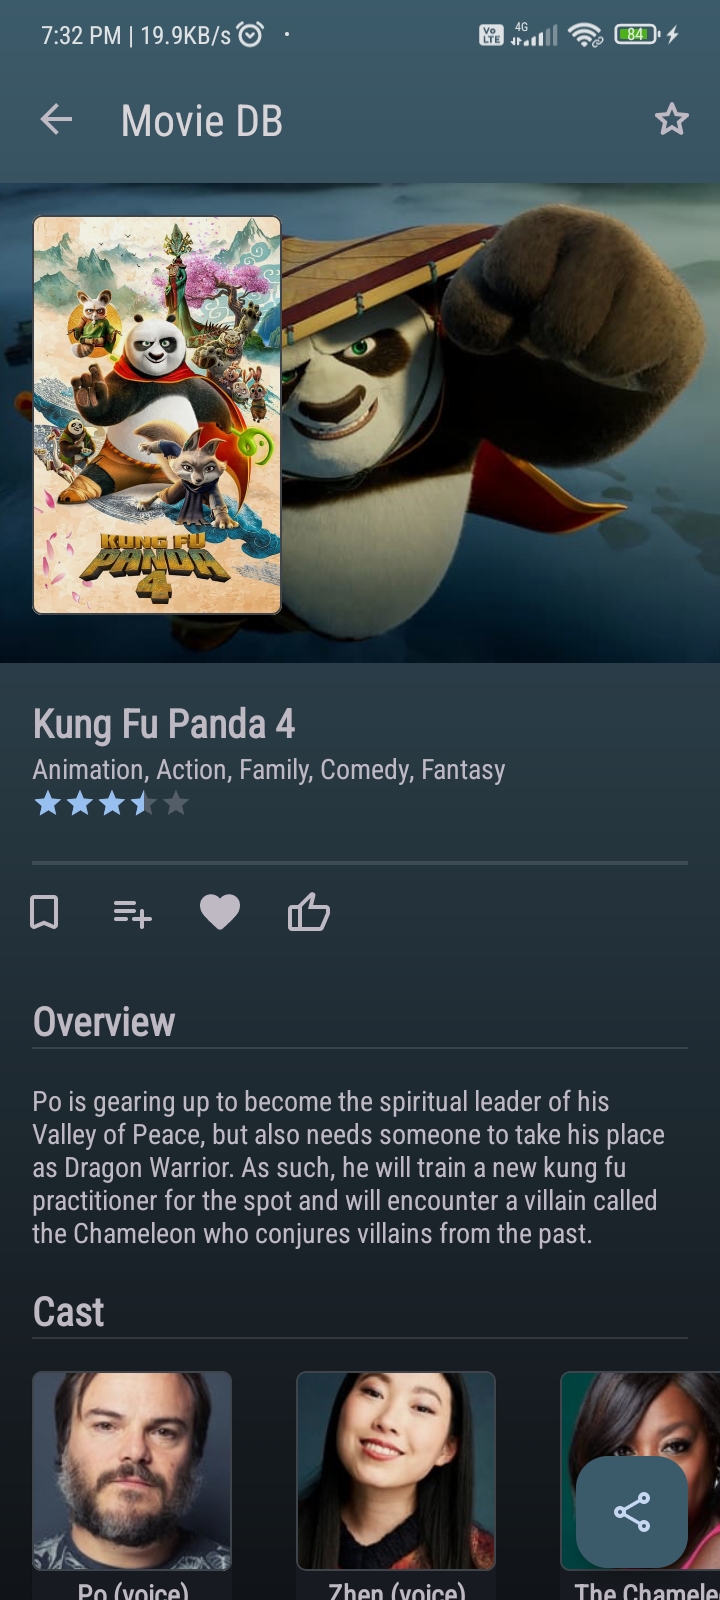 7:32 PM | 19.9KB/s
Vo LTE 4G 84
Movie DB
KUNG FU
PANDA
4
Kung Fu Panda 4
Animation, Action, Family, Comedy, Fantasy
Overview
Po is gearing up to become the spiritual leader of his
Valley of Peace, but also needs someone to take his place
as Dragon Warrior. As such, he will train a new kung fu
practitioner for the spot and will encounter a villain called
the Chameleon who conjures villains from the past.
Cast
Po (voice)
Zhen (voice)
The Chamele